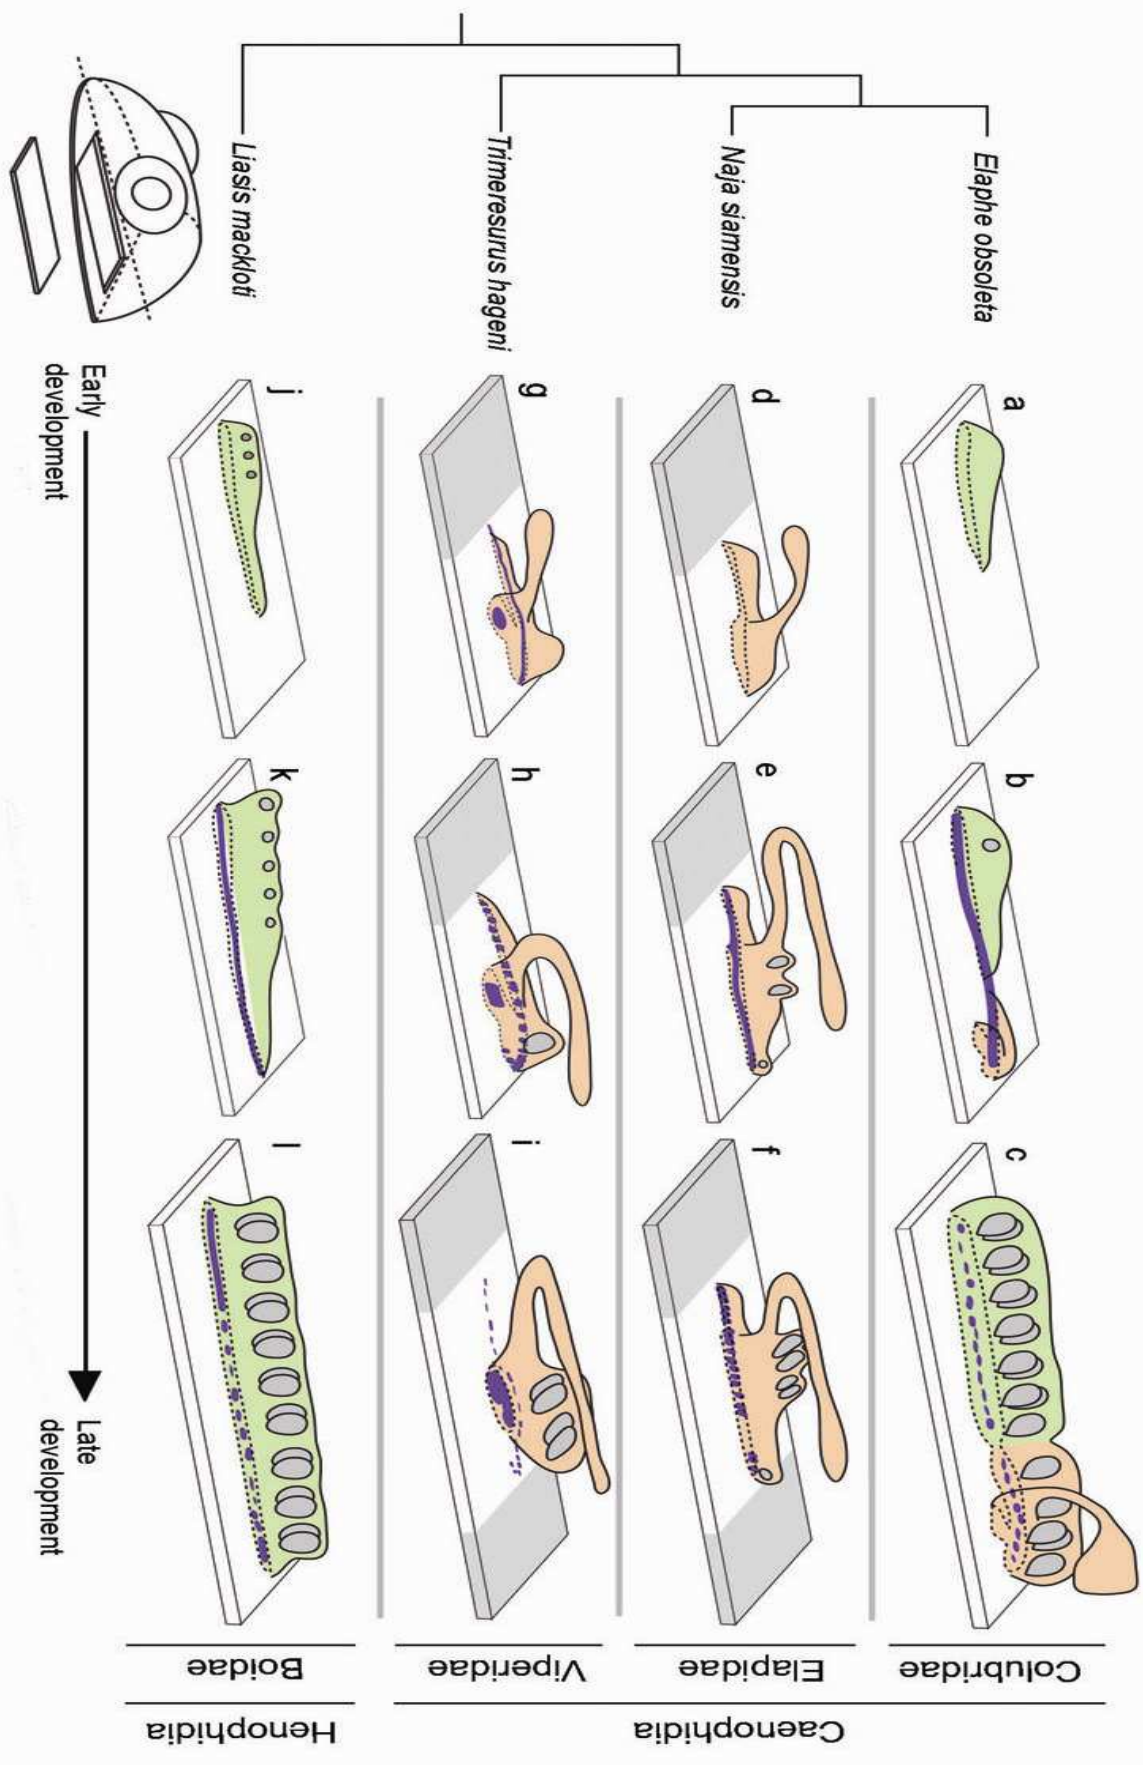 Elaphe obsoleta
a
b
c
Colubridae
Naja siamensis
d
e
f
Elapidae
Trimeresurus hageni
g
h
i
Viperidae
Caenophidia
Liasis mackloti
j
k
l
Boidae
Henophidia
Early
development
Late
development